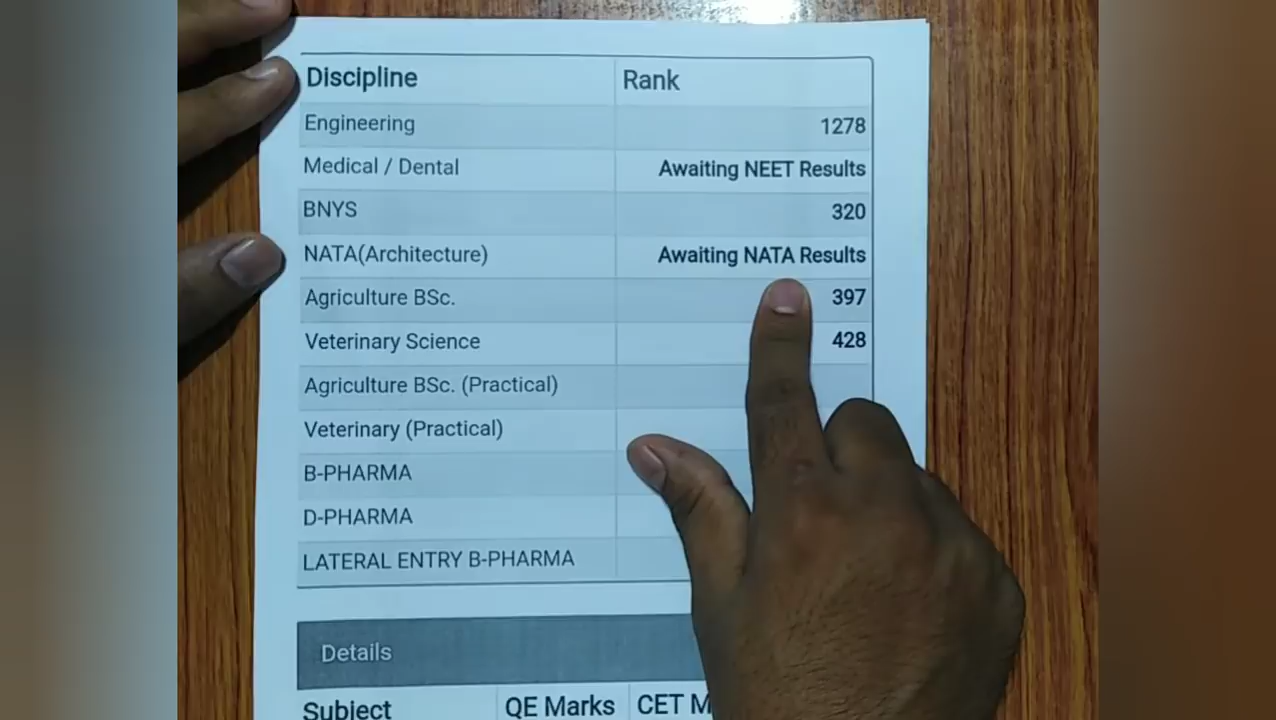 Discipline Rank
Engineering 1278
Medical / Dental Awaiting NEET Results
BNYS 320
NATA(Architecture) Awaiting NATA Results
Agriculture BSc. 397
Veterinary Science 428
Agriculture BSc. (Practical)
Veterinary (Practical)
B-PHARMA
D-PHARMA
LATERAL ENTRY B-PHARMA
Details
Subject QE Marks CET M